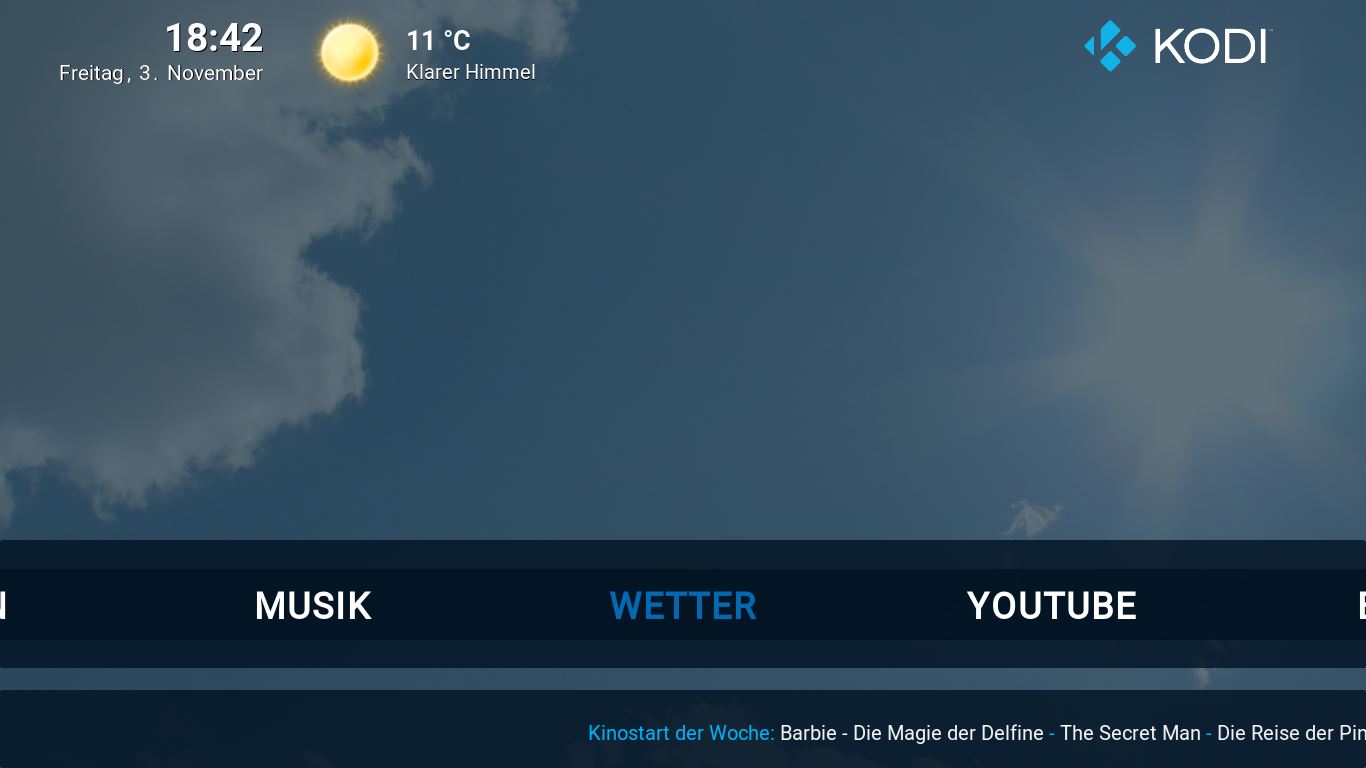 18:42
Freitag, 3. November
11 °C
Klarer Himmel
KODI
MUSIK WETTER YOUTUBE
Kinostart der Woche: Barbie - Die Magie der Delfine - The Secret Man - Die Reise der